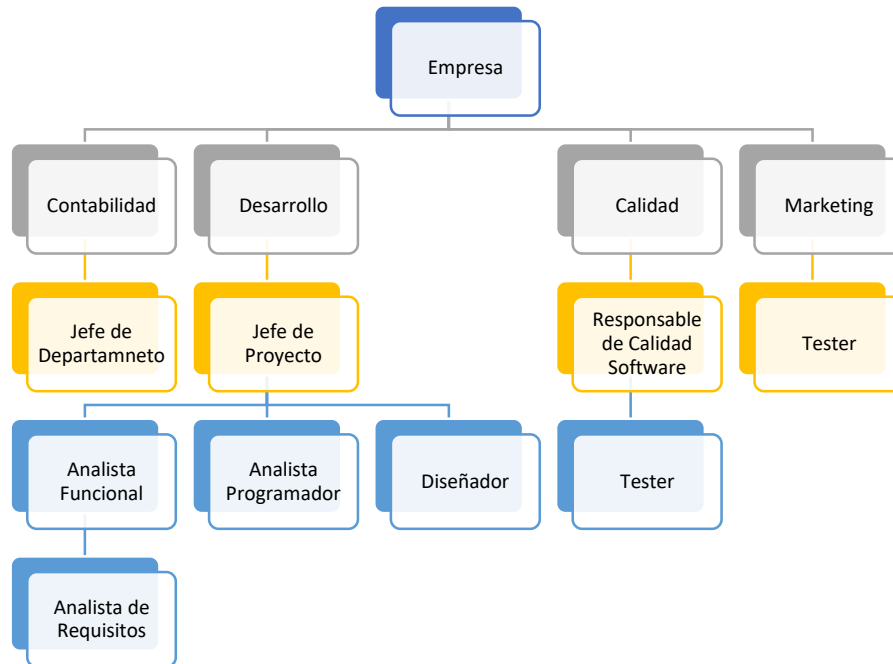 Empresa
Contabilidad
Desarrollo
Calidad
Marketing
Jefe de
Departamneto
Jefe de
Proyecto
Responsable
de Calidad
Software
Tester
Analista
Funcional
Analista
Programador
Diseñador
Tester
Analista de
Requisitos